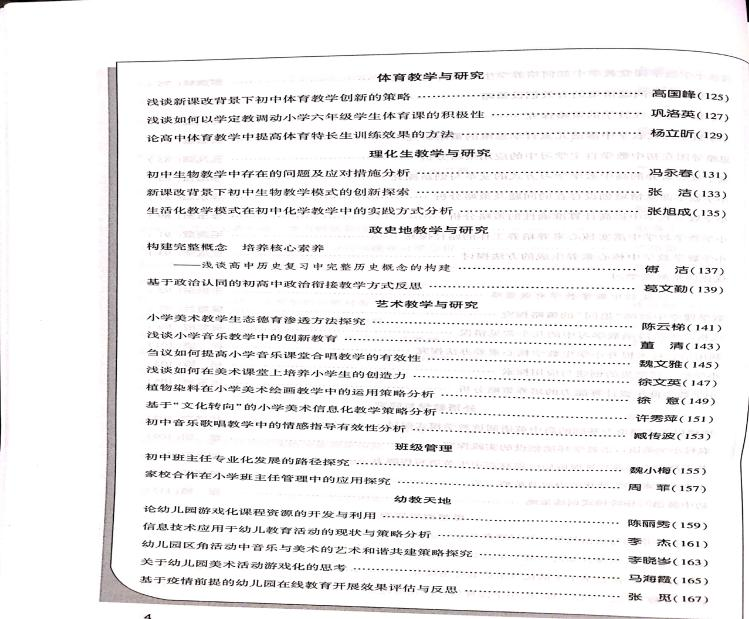 体育教学与研究
浅谈新课改背景下初中体育教学创新的策略 …… 高国峰(125)
浅谈如何以学定教调动小学六年级学生体育课的积极性 …… 巩洛英(127)
论高中体育教学中提高体育特长生训练效果的方法 …… 杨立昕(129)
理化生教学与研究
初中生物教学中存在的问题及应对措施分析 …… 冯永春(131)
新课改背景下初中生物教学模式的创新探索 …… 张　洁(133)
生活化教学模式在初中化学教学中的实践方式分析 …… 张旭成(135)
政史地教学与研究
构建完整概念　培养核心素养
——浅谈高中历史复习中完整历史概念的构建 …… 傅　洁(137)
基于政治认同的初高中政治衔接教学方式反思 …… 葛文勤(139)
艺术教学与研究
小学美术教学生态德育渗透方法探究 …… 陈云梯(141)
浅谈小学音乐教学中的创新教育 …… 董　清(143)
刍议如何提高小学音乐课堂合唱教学的有效性 …… 魏文雅(145)
浅谈如何在美术课堂上培养小学生的创造力 …… 徐文英(147)
植物染料在小学美术绘画教学中的运用策略分析 …… 徐　意(149)
基于“文化转向”的小学美术信息化教学策略分析 …… 许秀萍(151)
初中音乐歌唱教学中的情感指导有效性分析 …… 臧传波(153)
班级管理
初中班主任专业化发展的路径探究 …… 魏小梅(155)
家校合作在小学班主任管理中的应用探究 …… 周　菲(157)
幼教天地
论幼儿园游戏化课程资源的开发与利用 …… 陈丽秀(159)
信息技术应用于幼儿教育活动的现状与策略分析 …… 李　杰(161)
幼儿园区角活动中音乐与美术的艺术和谐共建策略探究 …… 李晓(163)
关于幼儿园美术活动游戏化的思考 …… 马海霞(165)
基于疫情前提的幼儿园在线教育开展效果评估与反思 …… 张　觅(167)
4